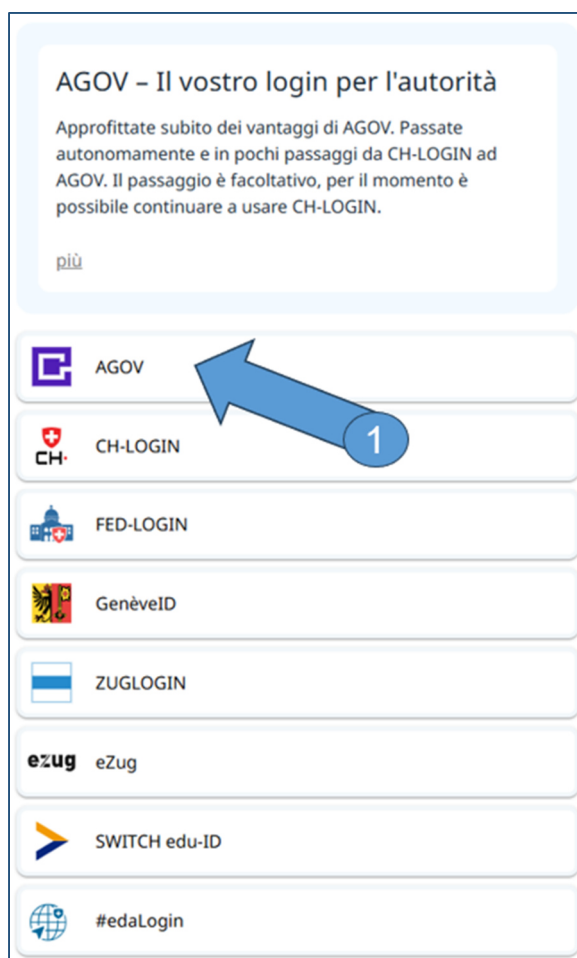 AGOV – Il vostro login per l'autorità
Approfittate subito dei vantaggi di AGOV. Passate
autonomamente e in pochi passaggi da CH-LOGIN ad
AGOV. Il passaggio è facoltativo, per il momento è
possibile continuare a usare CH-LOGIN.
più
AGOV
1
CH
CH-LOGIN
FED-LOGIN
GenèveID
ZUGLOGIN
ezug eZug
SWITCH edu-ID
#edaLogin